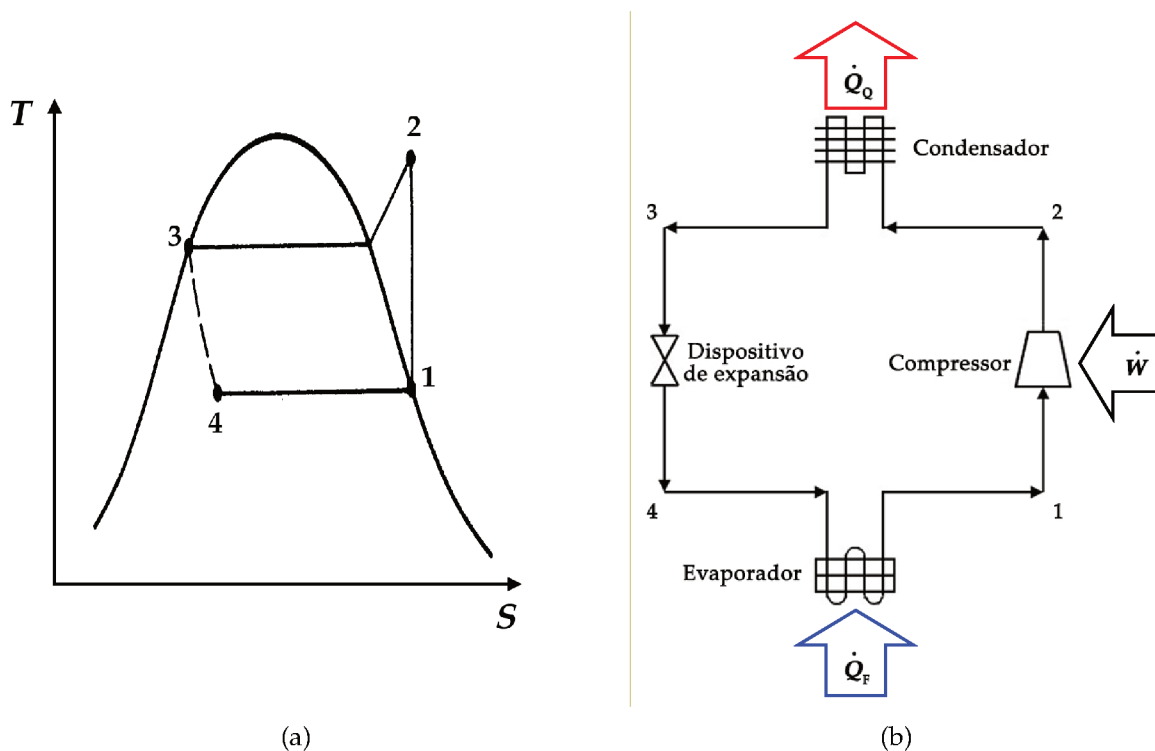 T
2
3
1
4
S
(a)
Q̇Q
Condensador
3
2
Dispositivo
de expansão
Compressor
Ẇ
4
1
Evaporador
Q̇F
(b)